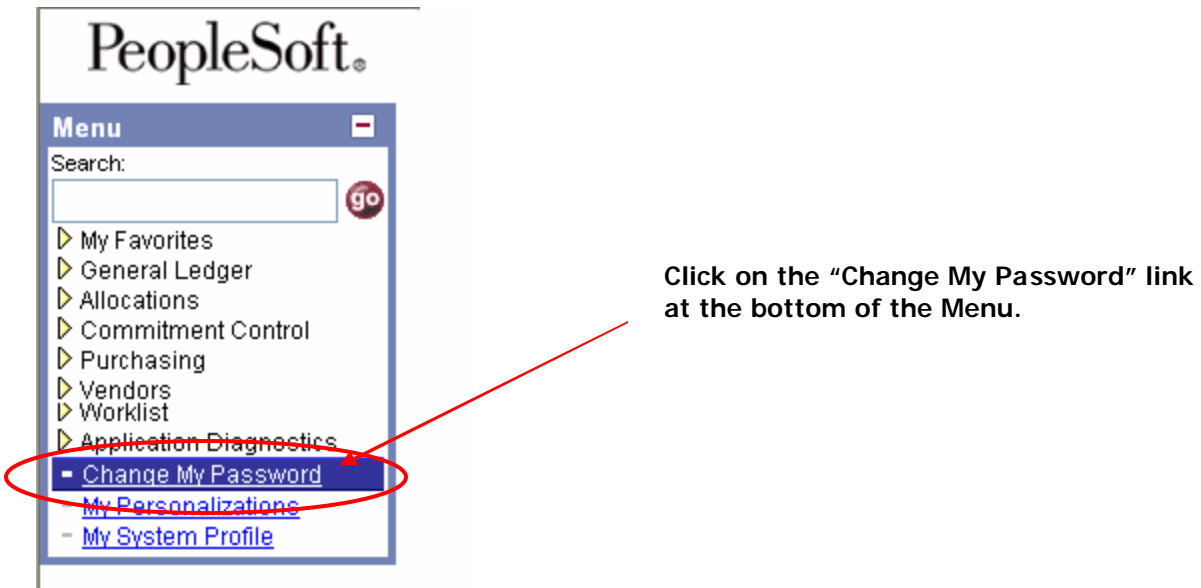 PeopleSoft®
Menu
Search:
go
My Favorites
General Ledger
Allocations
Commitment Control
Purchasing
Vendors
Worklist
Application Diagnostics
Change My Password
My Personalizations
My System Profile
Click on the “Change My Password” link
at the bottom of the Menu.